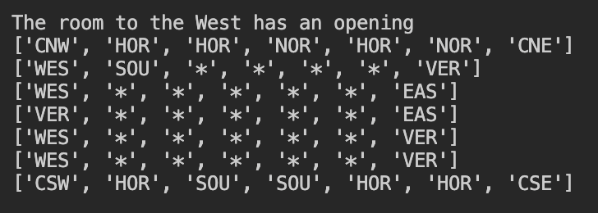 The room to the West has an opening
['CNW', 'HOR', 'HOR', 'NOR', 'HOR', 'NOR', 'CNE']
['WES', 'SOU', '*', '*', '*', '*', 'VER']
['WES', '*', '*', '*', '*', '*', 'EAS']
['VER', '*', '*', '*', '*', '*', 'EAS']
['WES', '*', '*', '*', '*', '*', 'VER']
['WES', '*', '*', '*', '*', '*', 'VER']
['CSW', 'HOR', 'SOU', 'SOU', 'HOR', 'HOR', 'CSE']